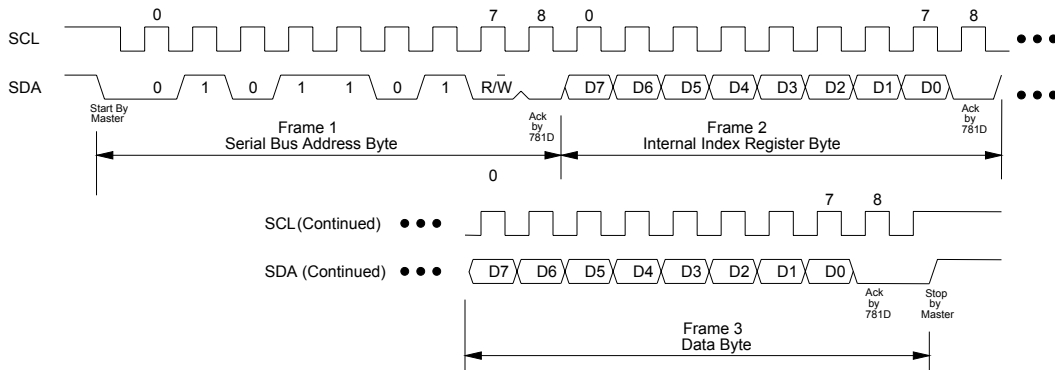 0 7 8 0 7 8
SCL
SDA 0 1 0 1 1 0 1 R/W̅ D7 D6 D5 D4 D3 D2 D1 D0
Start By
Master
Ack
by
781D
Ack
by
781D
Frame 1
Serial Bus Address Byte
Frame 2
Internal Index Register Byte
0 7 8
SCL (Continued)
SDA (Continued) D7 D6 D5 D4 D3 D2 D1 D0
Ack
by
781D
Stop
by
Master
Frame 3
Data Byte